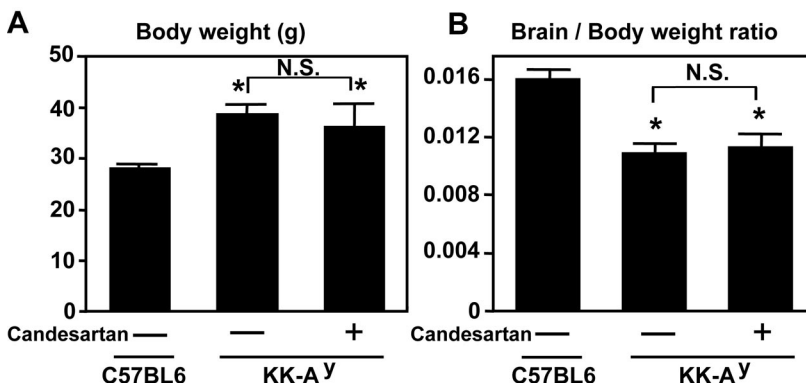 A
Body weight (g)
50
40
30
20
10
0
*
N.S.
*
Candesartan — — +
C57BL6 KK-Aʸ
B
Brain / Body weight ratio
0.016
0.012
0.008
0.004
0
N.S.
*
*
Candesartan — — +
C57BL6 KK-Aʸ